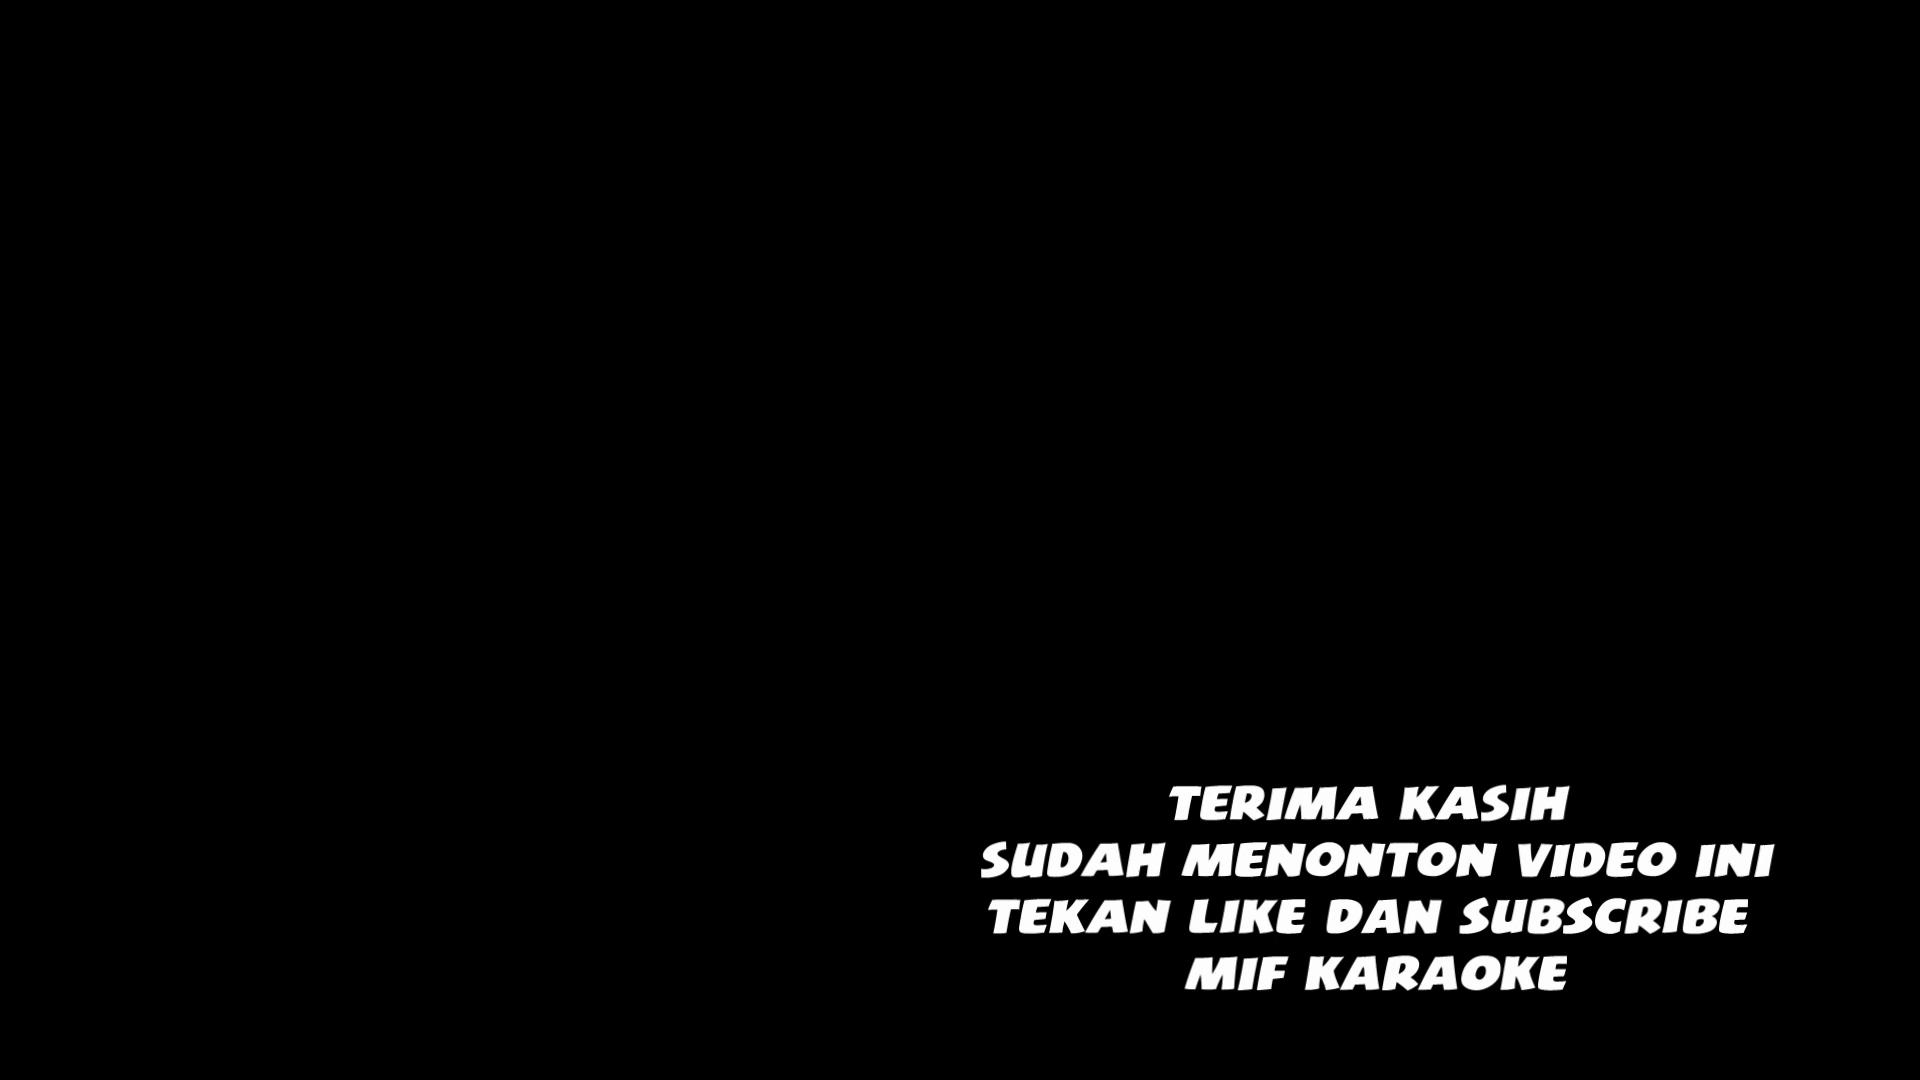 TERIMA KASIH
SUDAH MENONTON VIDEO INI
TEKAN LIKE DAN SUBSCRIBE
MIF KARAOKE